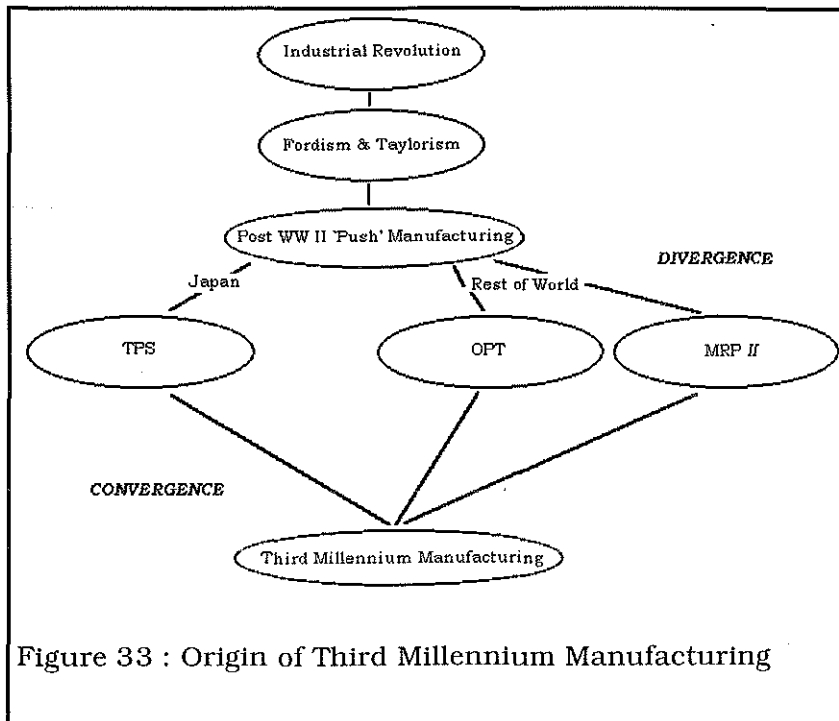 Industrial Revolution
Fordism & Taylorism
Post WW II 'Push' Manufacturing
DIVERGENCE
Japan
Rest of World
TPS
OPT
MRP II
CONVERGENCE
Third Millennium Manufacturing
Figure 33 : Origin of Third Millennium Manufacturing